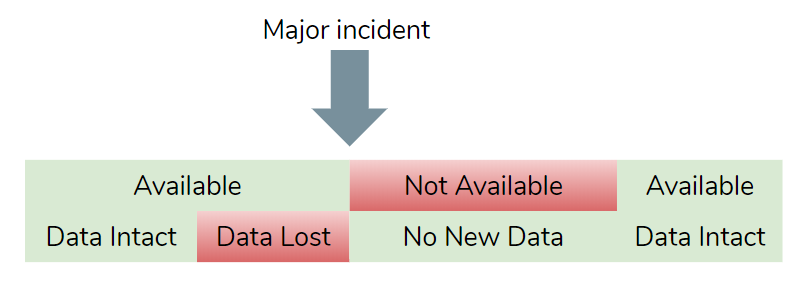 Major incident
Available Not Available Available
Data Intact Data Lost No New Data Data Intact